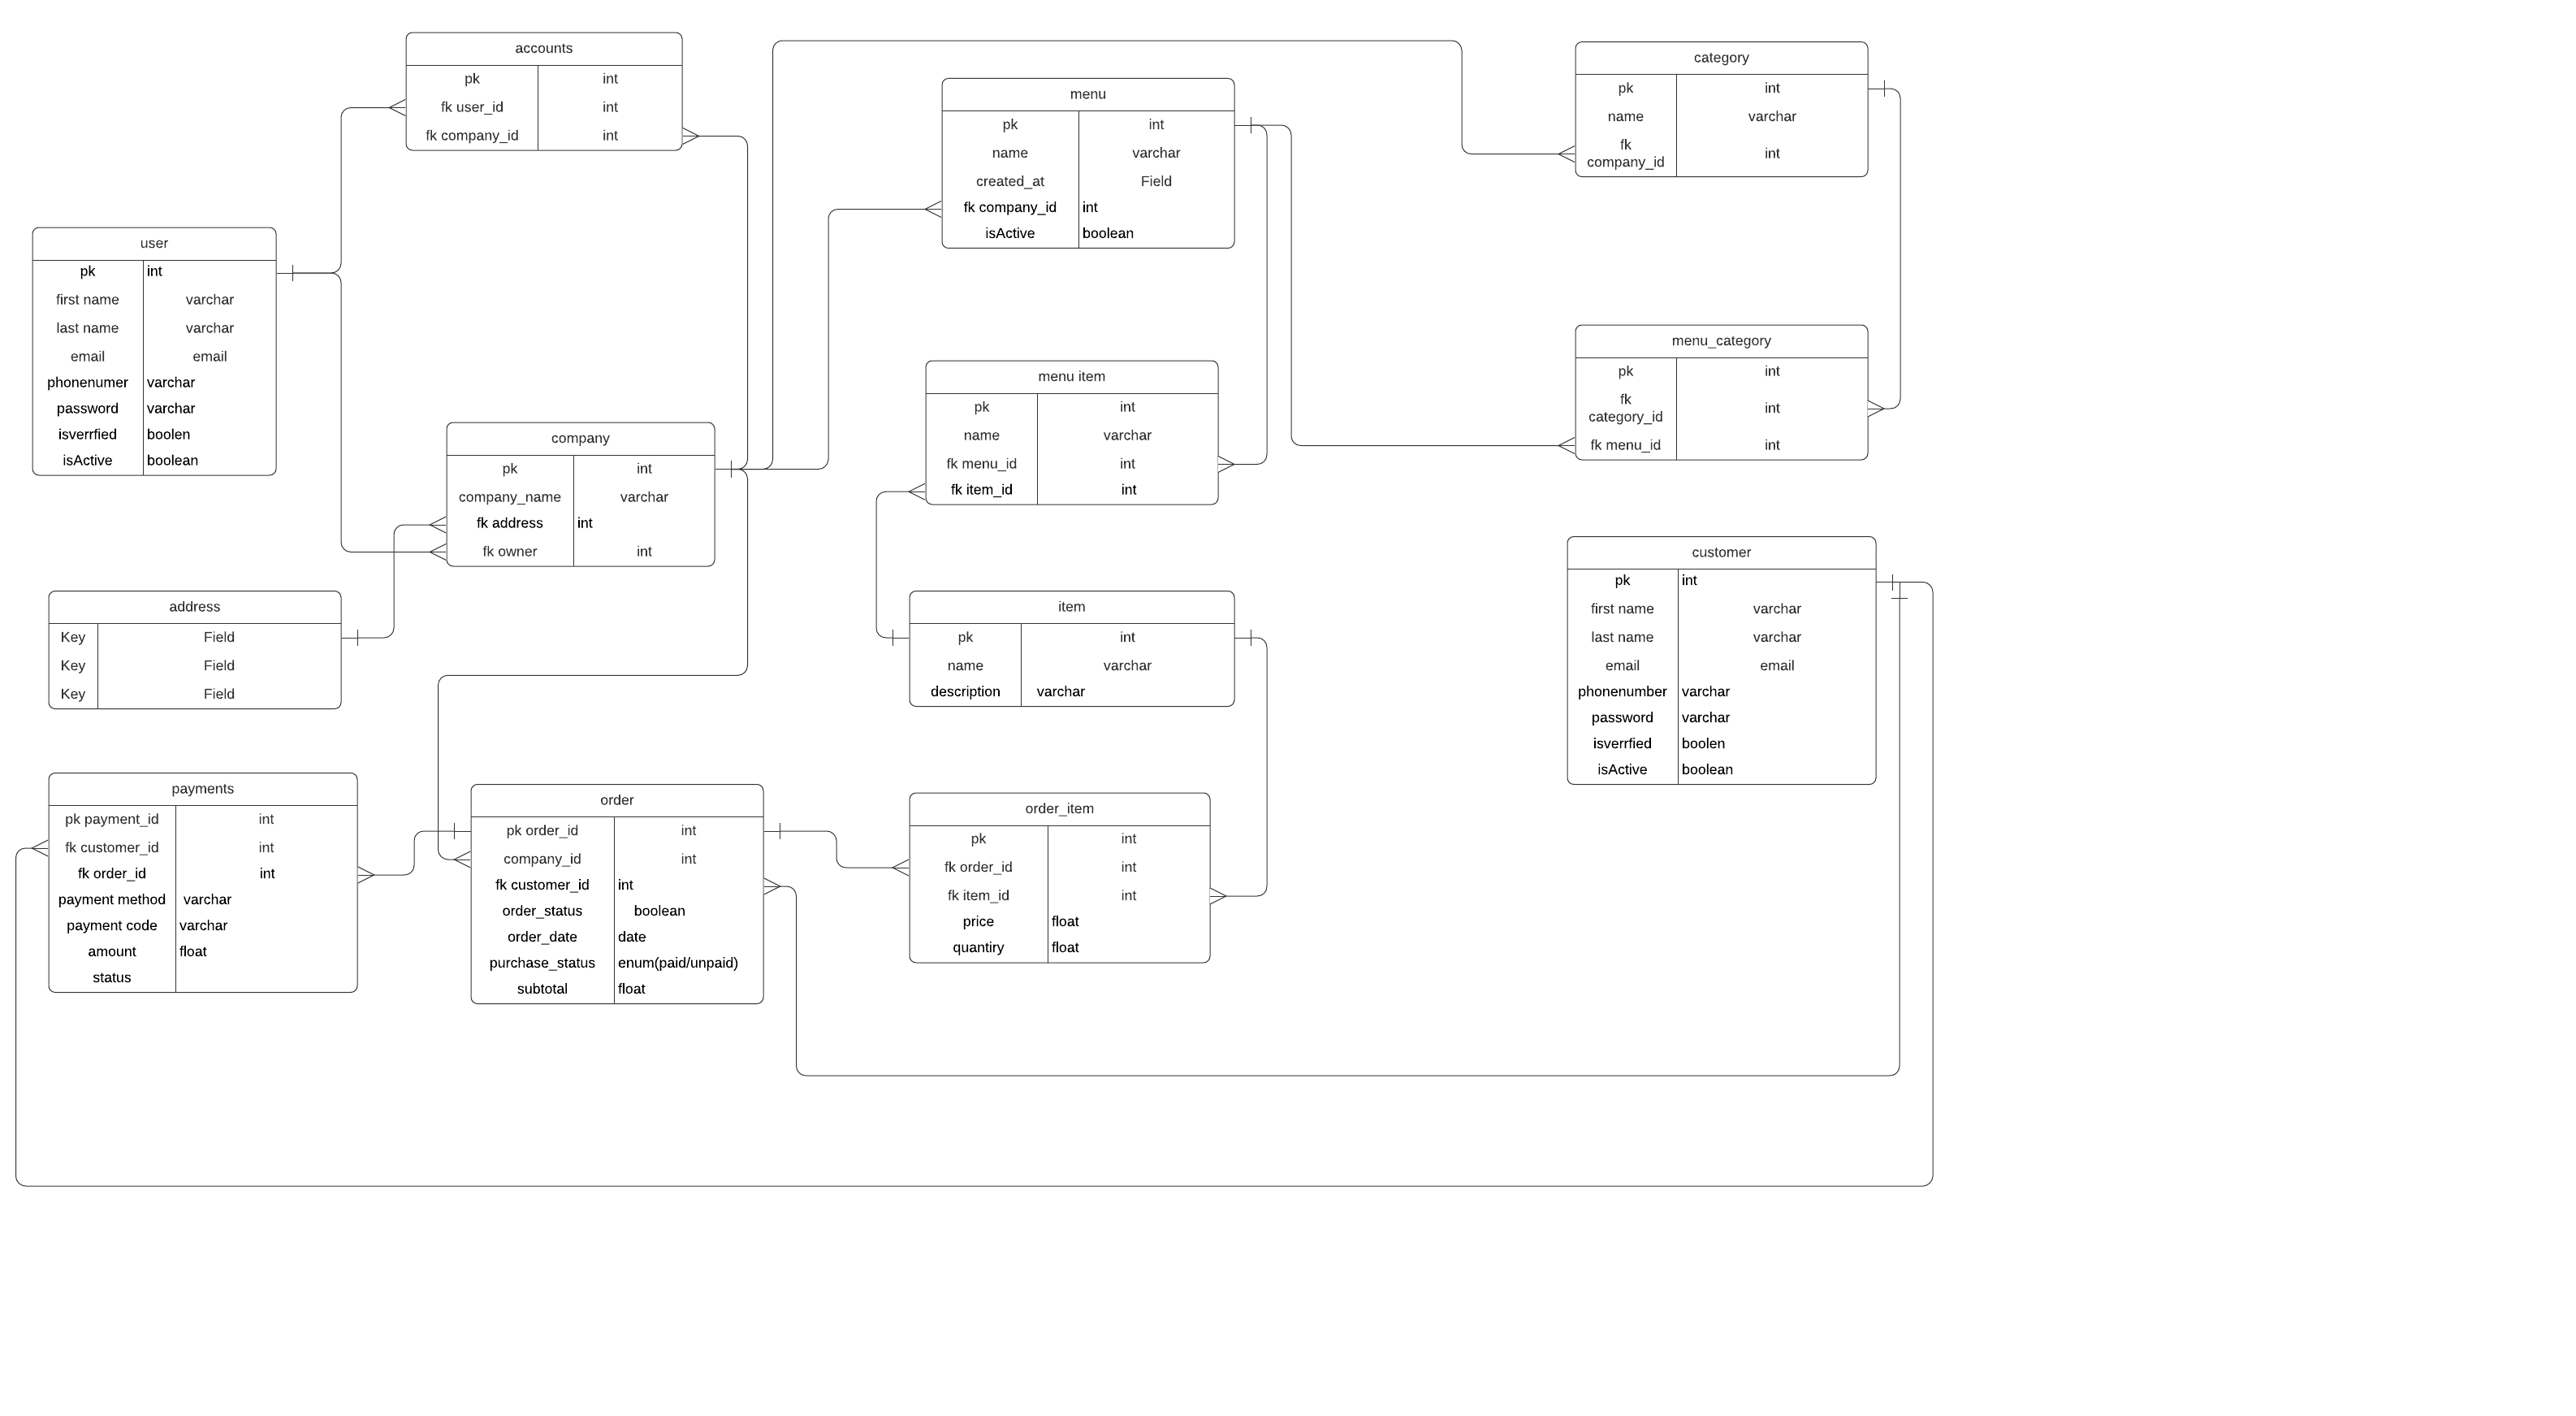 accounts
pk int
fk user_id int
fk company_id int
category
pk int
name varchar
fk
company_id int
menu
pk int
name varchar
created_at Field
fk company_id int
isActive boolean
user
pk int
first name varchar
last name varchar
email email
phonenumer varchar
password varchar
isverrfied boolen
isActive boolean
menu_category
pk int
fk
category_id int
fk menu_id int
menu item
pk int
name varchar
fk menu_id int
fk item_id int
company
pk int
company_name varchar
fk address int
fk owner int
customer
pk int
first name varchar
last name varchar
email email
phonenumber varchar
password varchar
isverrfied boolen
isActive boolean
address
Key Field
Key Field
Key Field
item
pk int
name varchar
description varchar
payments
pk payment_id int
fk customer_id int
fk order_id int
payment method varchar
payment code varchar
amount float
status
order
pk order_id int
company_id int
fk customer_id int
order_status boolean
order_date date
purchase_status enum(paid/unpaid)
subtotal float
order_item
pk int
fk order_id int
fk item_id int
price float
quantiry float